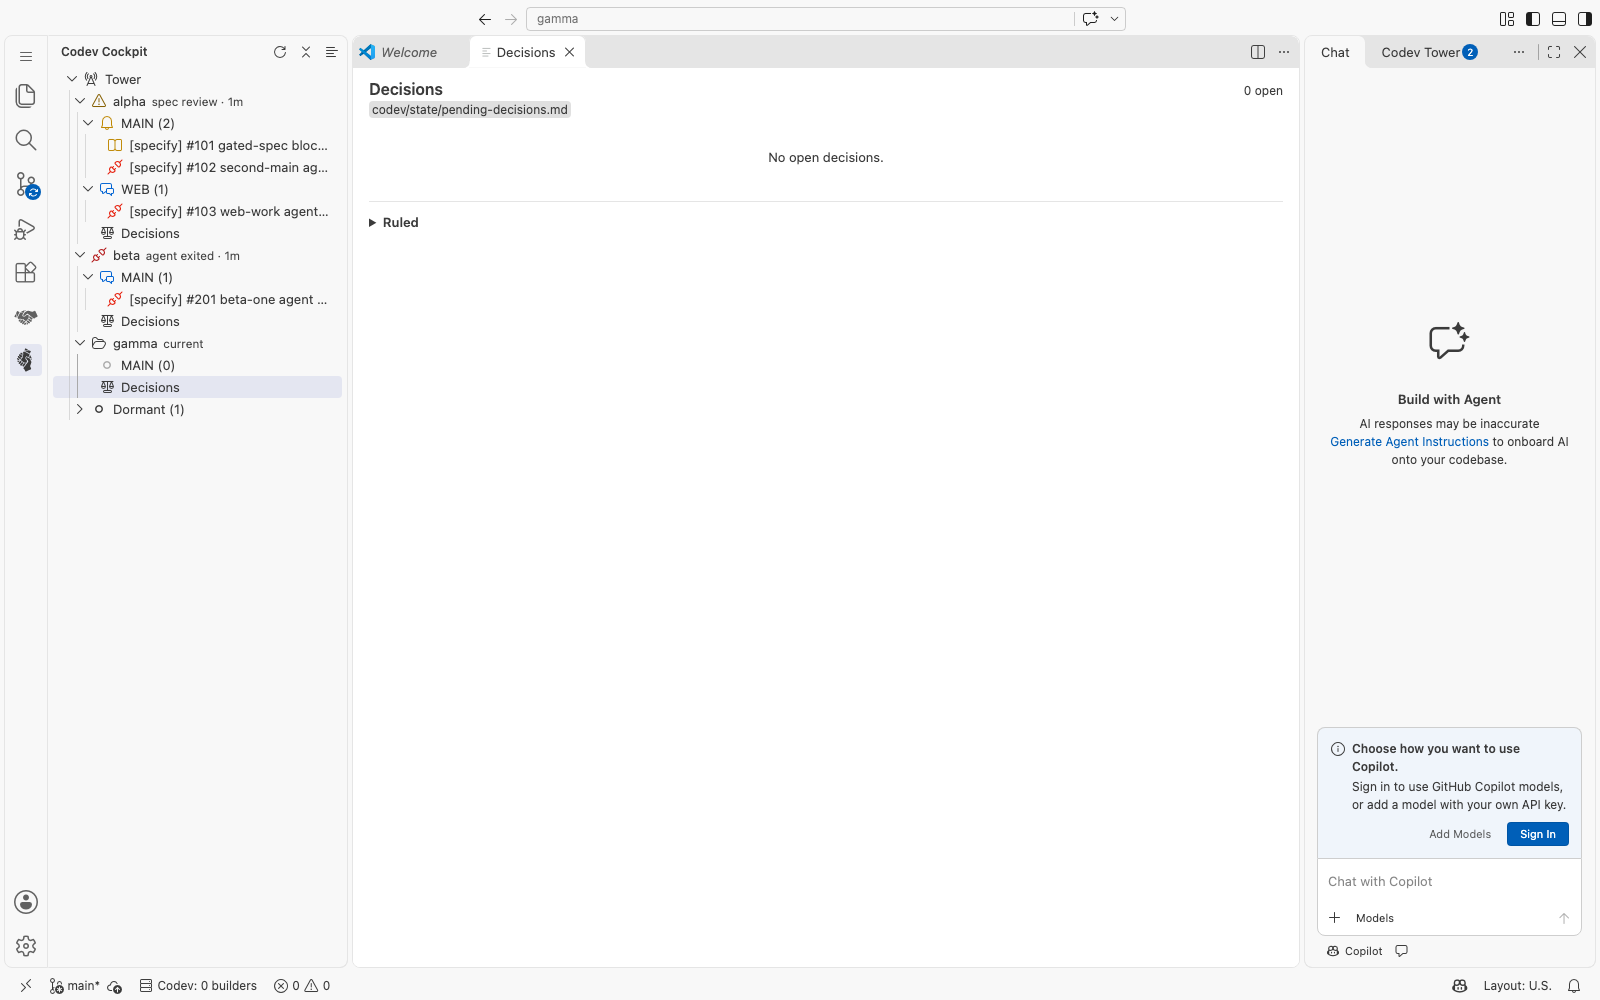 gamma
Codev Cockpit
Tower
alpha spec review · 1m
MAIN (2)
[specify] #101 gated-spec bloc...
[specify] #102 second-main ag...
WEB (1)
[specify] #103 web-work agent...
Decisions
beta agent exited · 1m
MAIN (1)
[specify] #201 beta-one agent ...
Decisions
gamma current
MAIN (0)
Decisions
Dormant (1)
Welcome
Decisions
Decisions
0 open
codev/state/pending-decisions.md
No open decisions.
Ruled
Chat
Codev Tower 2
Build with Agent
AI responses may be inaccurate
Generate Agent Instructions to onboard AI
onto your codebase.
Choose how you want to use
Copilot.
Sign in to use GitHub Copilot models,
or add a model with your own API key.
Add Models
Sign In
Chat with Copilot
Models
Copilot
main*
Codev: 0 builders
0
0
Layout: U.S.